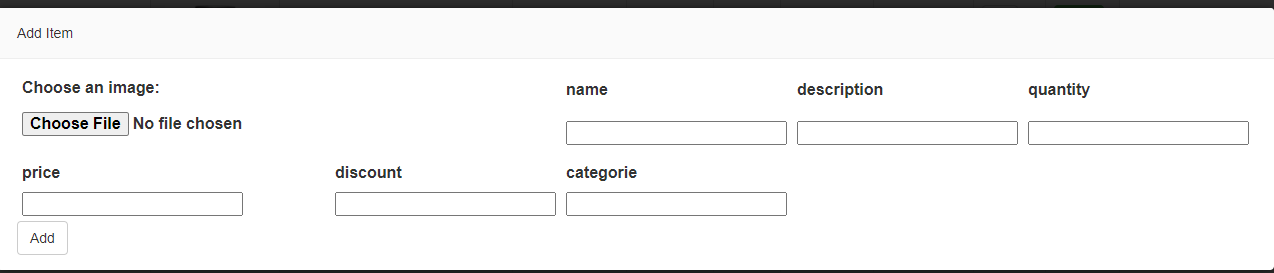 Add Item
Choose an image:
name
description
quantity
Choose File No file chosen
price
discount
categorie
Add